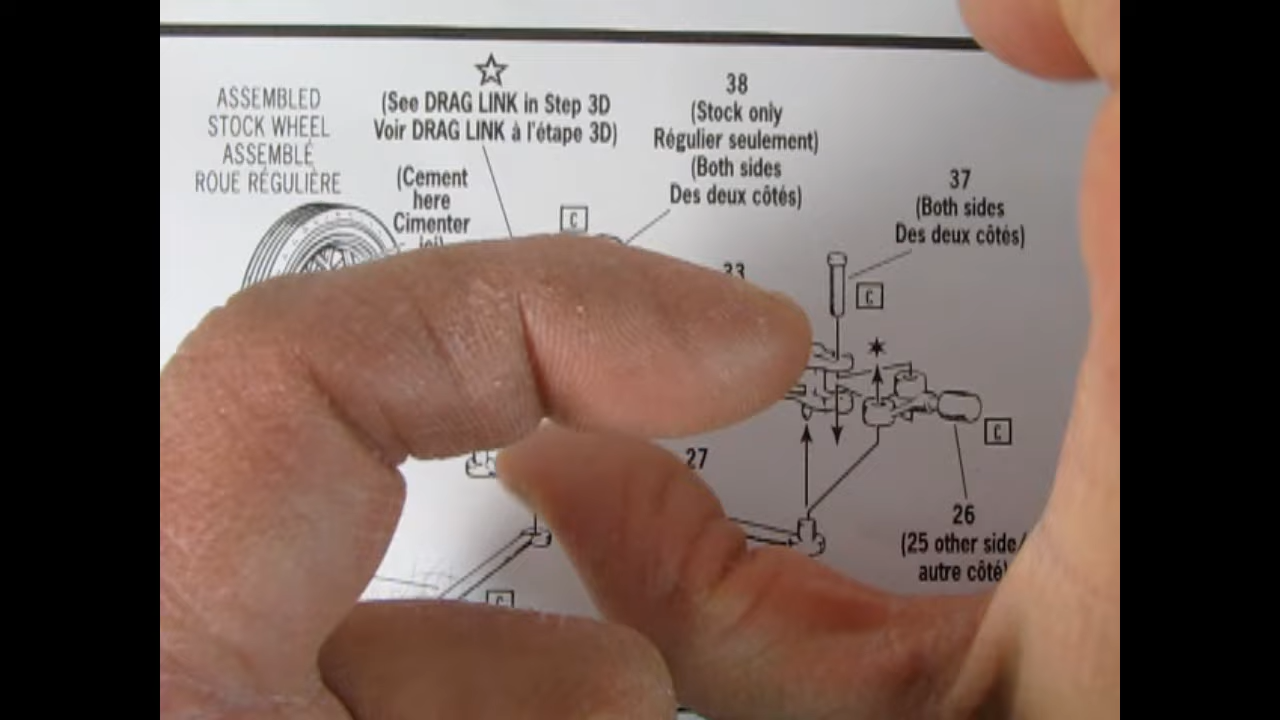 ASSEMBLED
STOCK WHEEL
ASSEMBLÉ
ROUE RÉGULIÈRE
(See DRAG LINK in Step 3D
Voir DRAG LINK à l'étape 3D)
(Cement
here
Cimenter
ici)
C
38
(Stock only
Régulier seulement)
(Both sides
Des deux côtés)
37
(Both sides
Des deux côtés)
C
33
C
27
26
(25 other side/
autre côté)
C